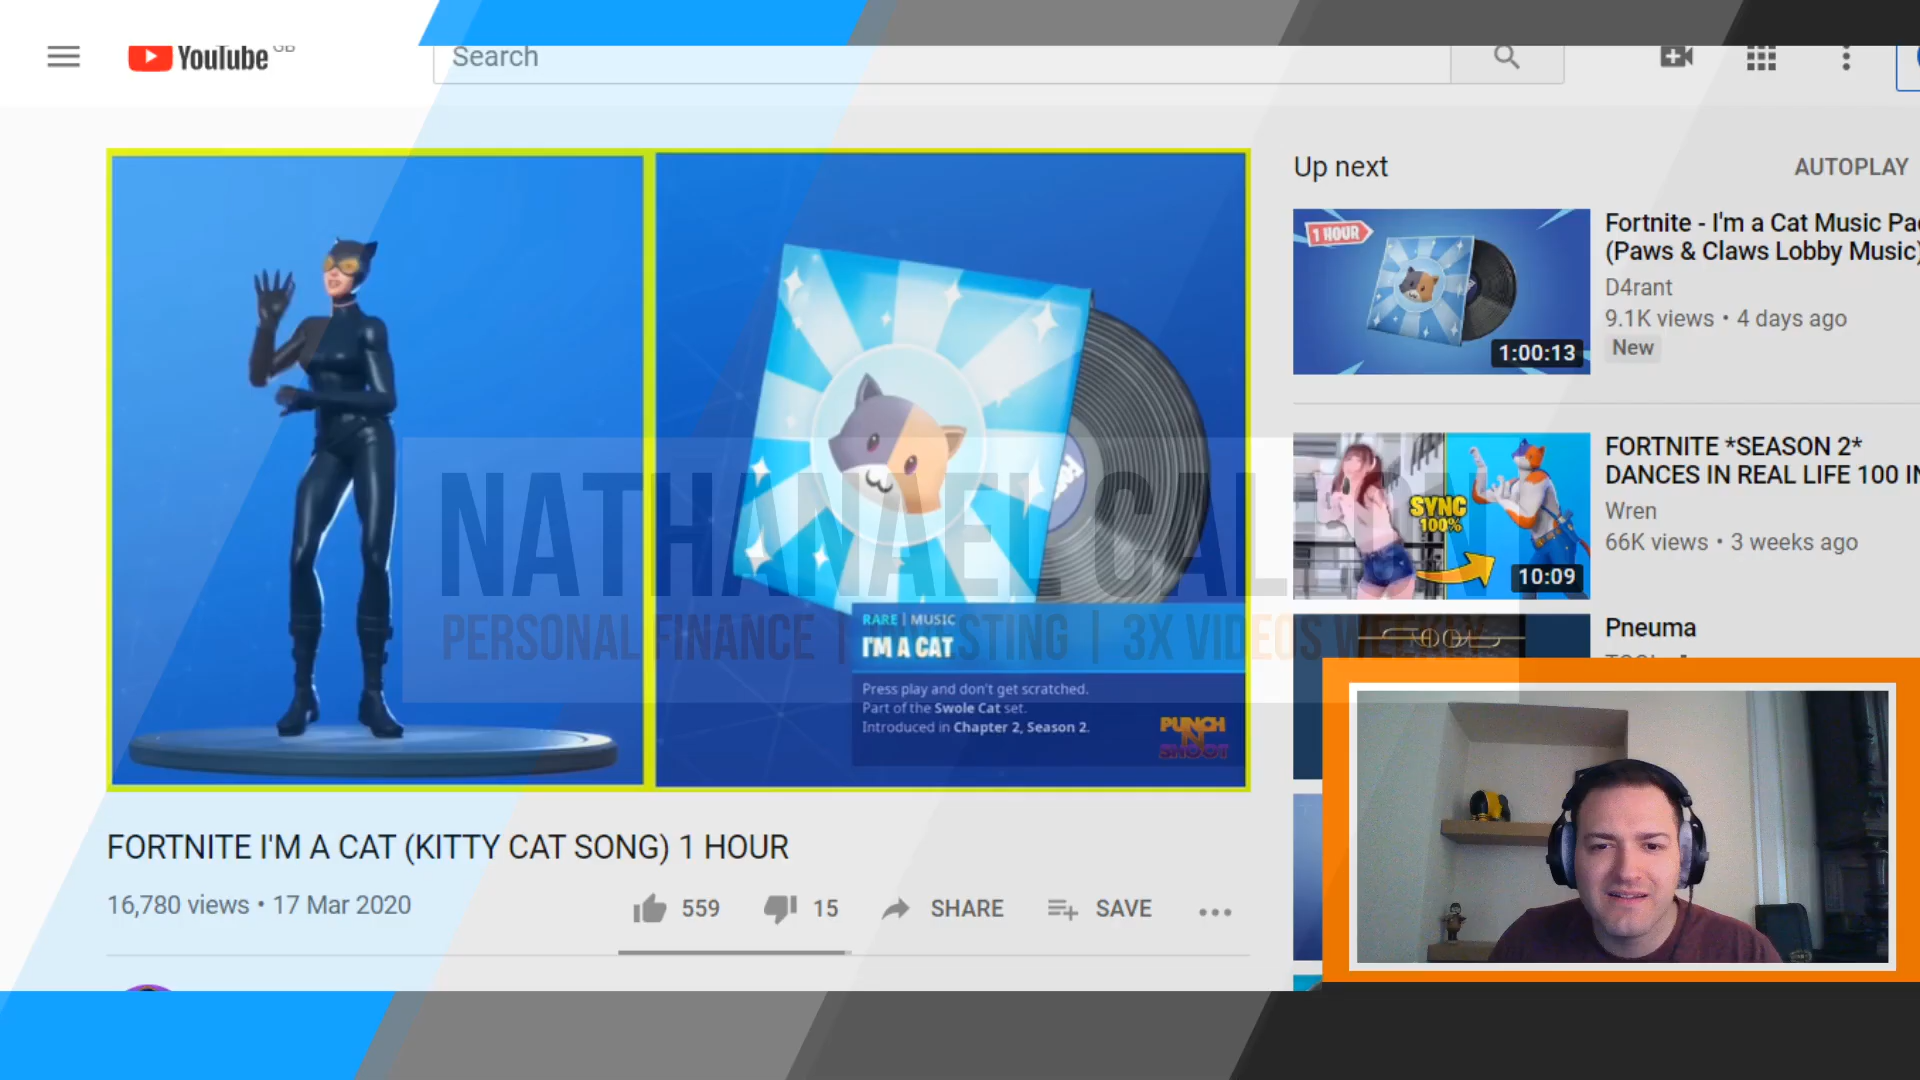 YouTube GB
Search
Up next
AUTOPLAY
1 HOUR
1:00:13
Fortnite - I'm a Cat Music
(Paws & Claws Lobby Music)
D4rant
9.1K views • 4 days ago
New
SYNC
100%
10:09
FORTNITE *SEASON 2*
DANCES IN REAL LIFE 100
Wren
66K views • 3 weeks ago
Pneuma
NATHANAEL
PERSONAL FINANCE | | 3X VIDEOS WEEKLY
RARE | MUSIC
I'M A CAT
Press play and don't get scratched.
Part of the Swole Cat set.
Introduced in Chapter 2, Season 2.
PUNCH
N
SHOOT
FORTNITE I'M A CAT (KITTY CAT SONG) 1 HOUR
16,780 views • 17 Mar 2020
559
15
SHARE
SAVE